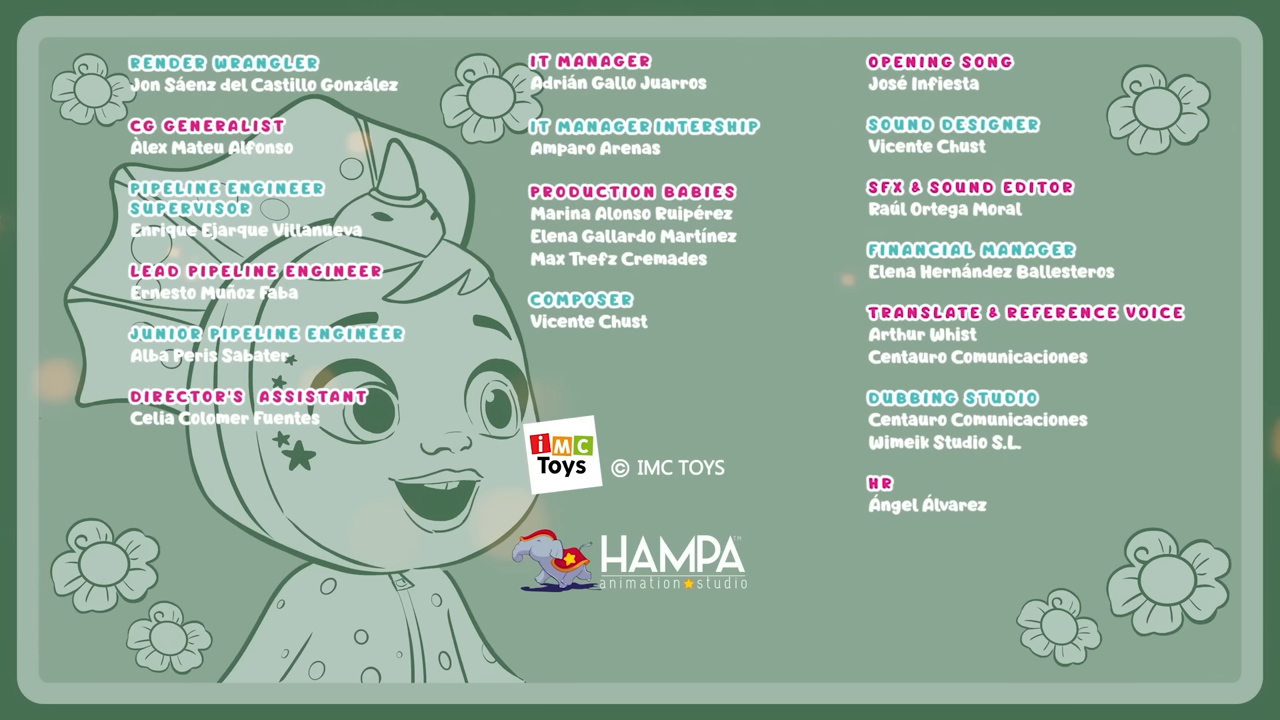 RENDER WRANGLER
Jon Sáenz del Castillo González
CG GENERALIST
Àlex Mateu Alfonso
PIPELINE ENGINEER
SUPERVISOR
Enrique Ejarque Villanueva
LEAD PIPELINE ENGINEER
Ernesto Muñoz Faba
JUNIOR PIPELINE ENGINEER
Alba Peris Sabater
DIRECTOR'S ASSISTANT
Celia Colomer Fuentes
IT MANAGER
Adrián Gallo Juarros
IT MANAGER INTERSHIP
Amparo Arenas
PRODUCTION BABIES
Marina Alonso Ruipérez
Elena Gallardo Martínez
Max Trefz Cremades
COMPOSER
Vicente Chust
iMC
Toys
© IMC TOYS
HAMPA™
animation studio
OPENING SONG
José Infiesta
SOUND DESIGNER
Vicente Chust
SFX & SOUND EDITOR
Raúl Ortega Moral
FINANCIAL MANAGER
Elena Hernández Ballesteros
TRANSLATE & REFERENCE VOICE
Arthur Whist
Centauro Comunicaciones
DUBBING STUDIO
Centauro Comunicaciones
Wimeik Studio S.L.
HR
Ángel Álvarez